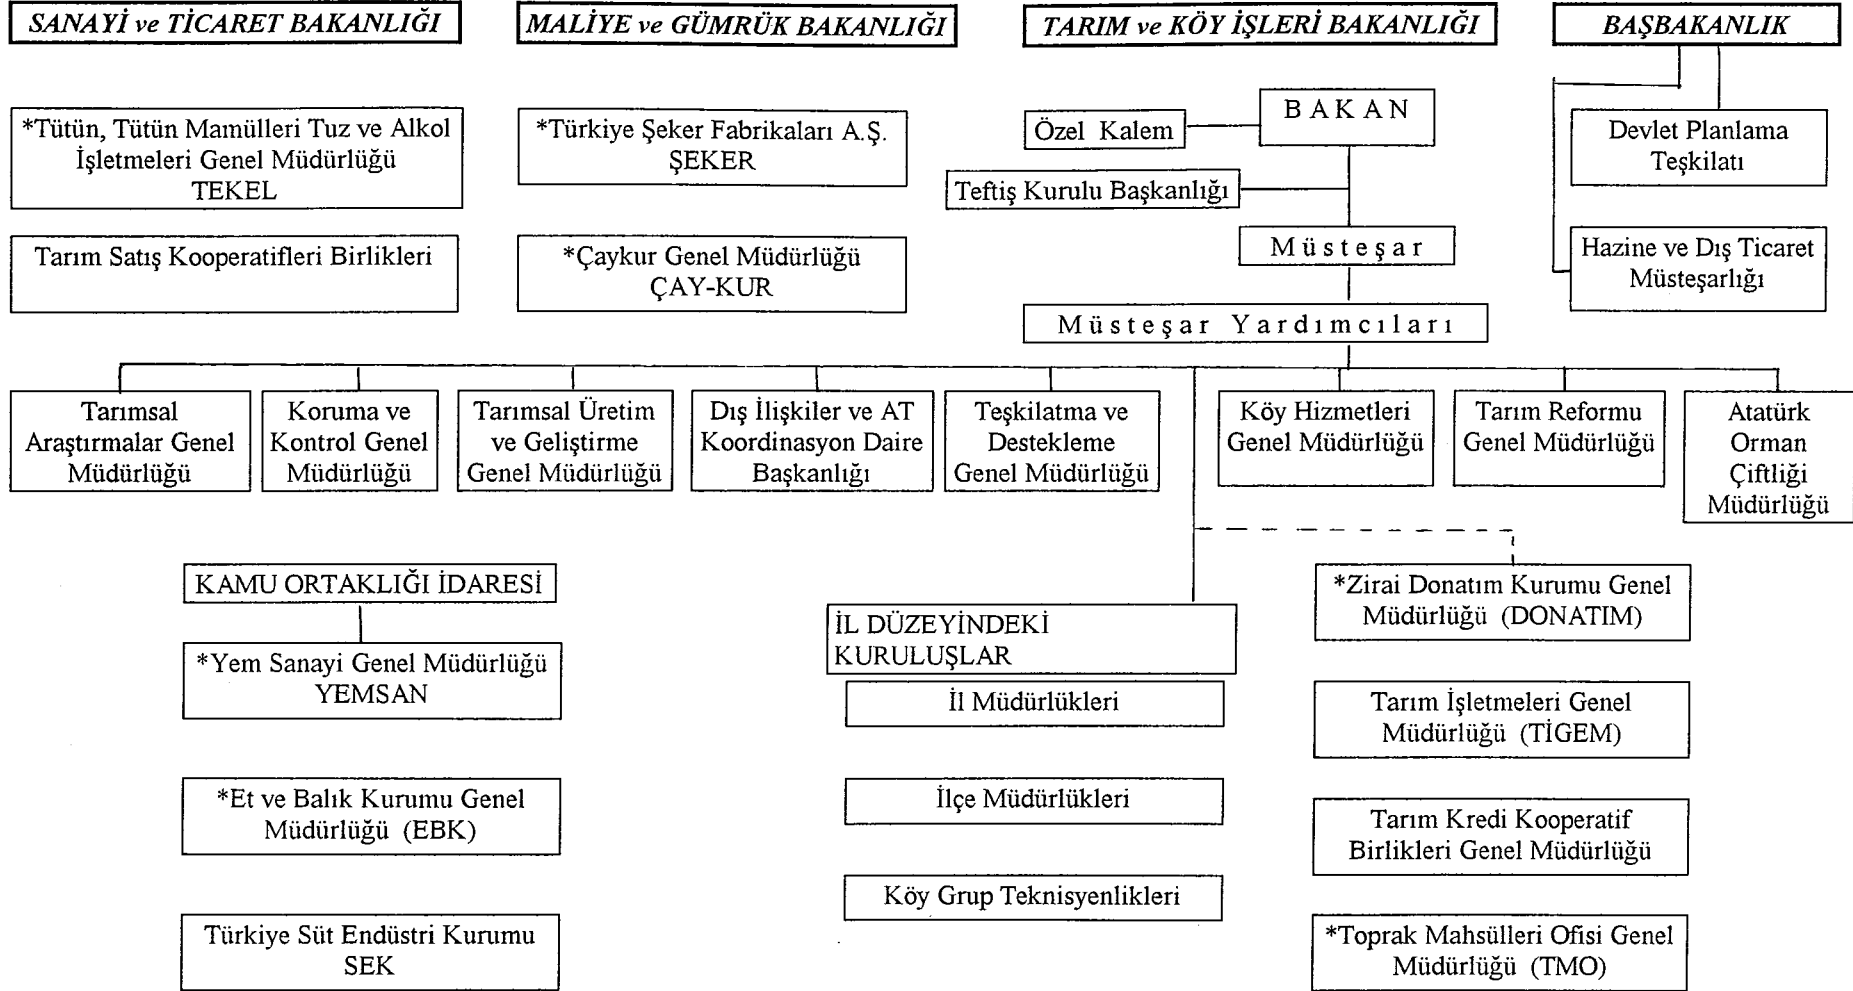 SANAYİ ve TİCARET BAKANLIĞI
MALİYE ve GÜMRÜK BAKANLIĞI
TARIM ve KÖY İŞLERİ BAKANLIĞI
BAŞBAKANLIK
*Tütün, Tütün Mamülleri Tuz ve Alkol
İşletmeleri Genel Müdürlüğü
TEKEL
*Türkiye Şeker Fabrikaları A.Ş.
ŞEKER
BAKAN
Özel Kalem
Devlet Planlama
Teşkilatı
Teftiş Kurulu Başkanlığı
Tarım Satış Kooperatifleri Birlikleri
*Çaykur Genel Müdürlüğü
ÇAY-KUR
Müsteşar
Hazine ve Dış Ticaret
Müsteşarlığı
Müsteşar Yardımcıları
Tarımsal
Araştırmalar Genel
Müdürlüğü
Koruma ve
Kontrol Genel
Müdürlüğü
Tarımsal Üretim
ve Geliştirme
Genel Müdürlüğü
Dış İlişkiler ve AT
Koordinasyon Daire
Başkanlığı
Teşkilatma ve
Destekleme
Genel Müdürlüğü
Köy Hizmetleri
Genel Müdürlüğü
Tarım Reformu
Genel Müdürlüğü
Atatürk
Orman
Çiftliği
Müdürlüğü
KAMU ORTAKLIĞI İDARESİ
*Yem Sanayi Genel Müdürlüğü
YEMSAN
*Et ve Balık Kurumu Genel
Müdürlüğü (EBK)
Türkiye Süt Endüstri Kurumu
SEK
İL DÜZEYİNDEKİ
KURULUŞLAR
İl Müdürlükleri
İlçe Müdürlükleri
Köy Grup Teknisyenlikleri
*Zirai Donatım Kurumu Genel
Müdürlüğü (DONATIM)
Tarım İşletmeleri Genel
Müdürlüğü (TİGEM)
Tarım Kredi Kooperatif
Birlikleri Genel Müdürlüğü
*Toprak Mahsülleri Ofisi Genel
Müdürlüğü (TMO)